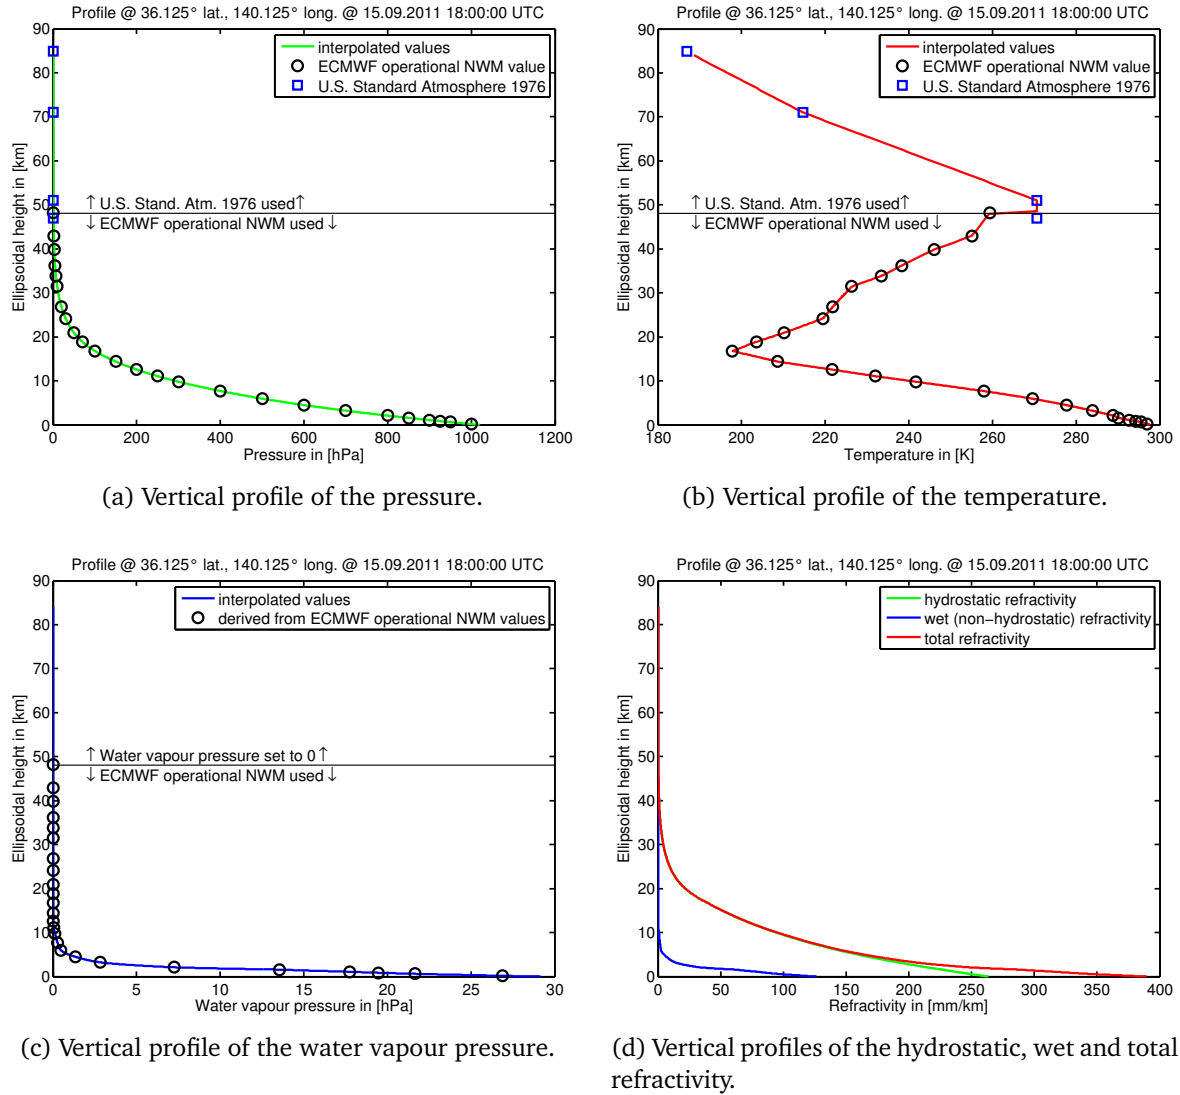 Profile @ 36.125° lat., 140.125° long. @ 15.09.2011 18:00:00 UTC
90
80
70
60
50
40
30
20
10
0
Ellipsoidal height in [km]
interpolated values
ECMWF operational NWM value
U.S. Standard Atmosphere 1976
↑ U.S. Stand. Atm. 1976 used ↑
↓ ECMWF operational NWM used ↓
0 200 400 600 800 1000 1200
Pressure in [hPa]
(a) Vertical profile of the pressure.
Profile @ 36.125° lat., 140.125° long. @ 15.09.2011 18:00:00 UTC
90
80
70
60
50
40
30
20
10
0
Ellipsoidal height in [km]
interpolated values
ECMWF operational NWM value
U.S. Standard Atmosphere 1976
↑ U.S. Stand. Atm. 1976 used ↑
↓ ECMWF operational NWM used ↓
180 200 220 240 260 280 300
Temperature in [K]
(b) Vertical profile of the temperature.
Profile @ 36.125° lat., 140.125° long. @ 15.09.2011 18:00:00 UTC
90
80
70
60
50
40
30
20
10
0
Ellipsoidal height in [km]
interpolated values
derived from ECMWF operational NWM values
↑ Water vapour pressure set to 0 ↑
↓ ECMWF operational NWM used ↓
0 5 10 15 20 25 30
Water vapour pressure in [hPa]
(c) Vertical profile of the water vapour pressure.
Profile @ 36.125° lat., 140.125° long. @ 15.09.2011 18:00:00 UTC
90
80
70
60
50
40
30
20
10
0
Ellipsoidal height in [km]
hydrostatic refractivity
wet (non−hydrostatic) refractivity
total refractivity
0 50 100 150 200 250 300 350 400
Refractivity in [mm/km]
(d) Vertical profiles of the hydrostatic, wet and total
refractivity.